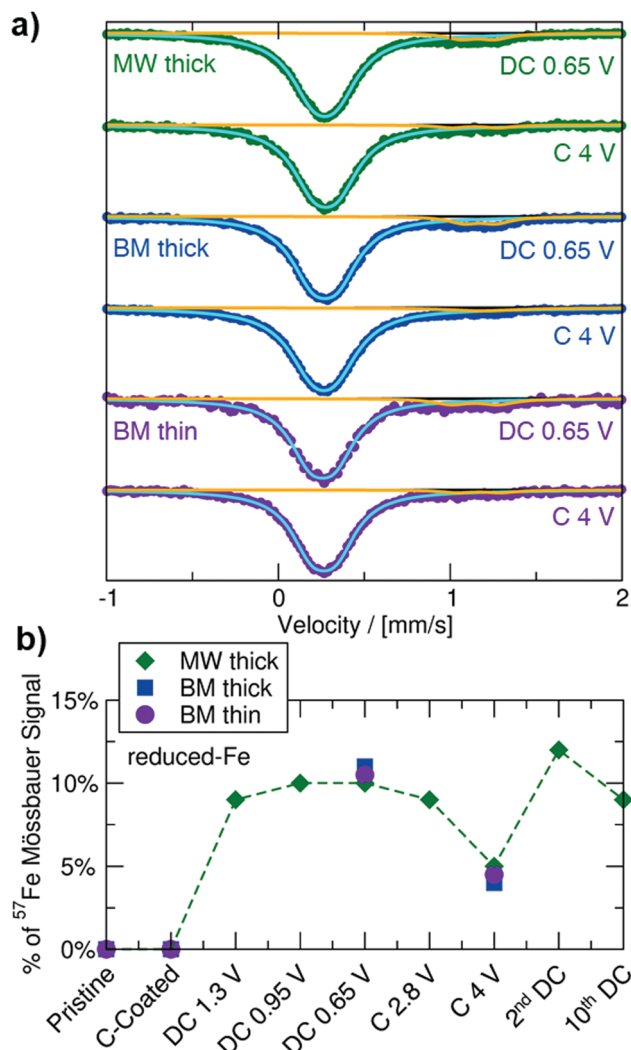 a)
MW thick
DC 0.65 V
C 4 V
BM thick
DC 0.65 V
C 4 V
BM thin
DC 0.65 V
C 4 V
-1
0
1
2
Velocity / [mm/s]
b)
MW thick
BM thick
BM thin
reduced-Fe
% of ⁵⁷Fe Mössbauer Signal
15%
10%
5%
0%
Pristine
C-Coated
DC 1.3 V
DC 0.95 V
DC 0.65 V
C 2.8 V
C 4 V
2ⁿᵈ DC
10ᵗʰ DC